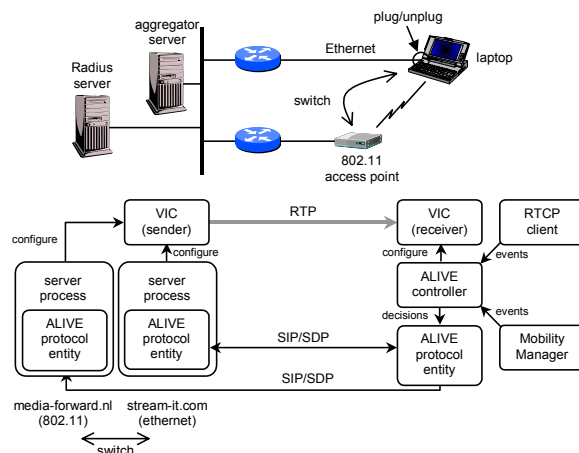 plug/unplug
aggregator
server
Ethernet
laptop
Radius
server
switch
802.11
access point
VIC
(sender)
RTP
VIC
(receiver)
RTCP
client
configure
configure
configure
events
server
process
server
process
ALIVE
controller
decisions
events
ALIVE
protocol
entity
ALIVE
protocol
entity
SIP/SDP
ALIVE
protocol
entity
Mobility
Manager
SIP/SDP
media-forward.nl
(802.11)
stream-it.com
(ethernet)
switch